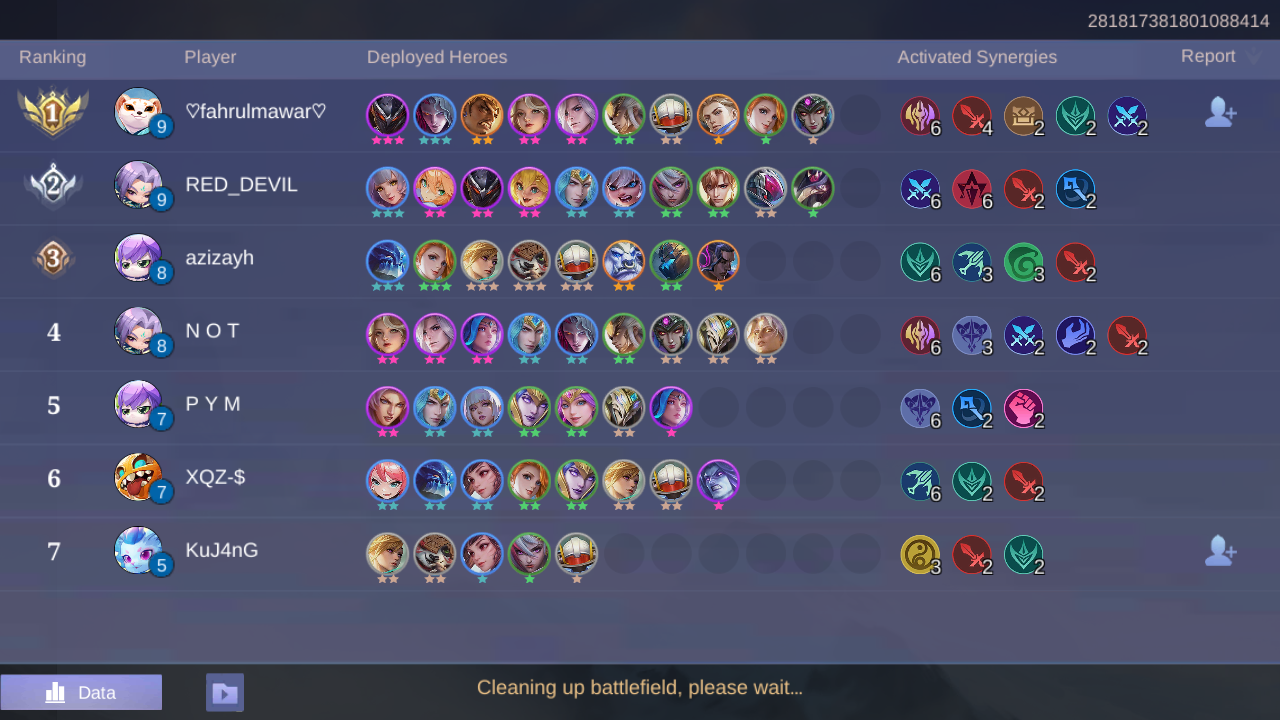 281817381801088414
Ranking Player Deployed Heroes Activated Synergies Report
1 9 ♡fahrulmawar♡ 6 4 2 2 2
2 9 RED_DEVIL 6 6 2 2
3 8 azizayh 6 3 3 2
4 8 N O T 6 3 2 2 2
5 7 P Y M 6 2 2
6 7 XQZ-$ 6 2 2
7 5 KuJ4nG 3 2 2
Data Cleaning up battlefield, please wait...